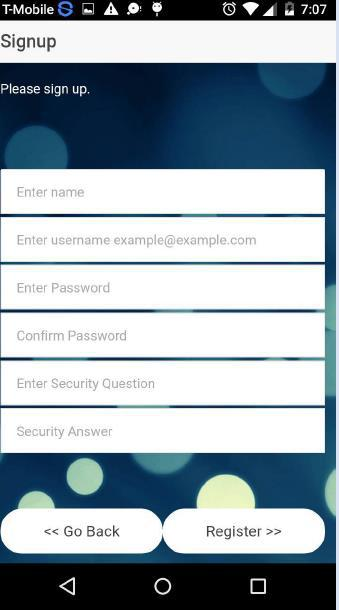 T-Mobile 7:07
Signup
Please sign up.
Enter name
Enter username example@example.com
Enter Password
Confirm Password
Enter Security Question
Security Answer
<< Go Back Register >>